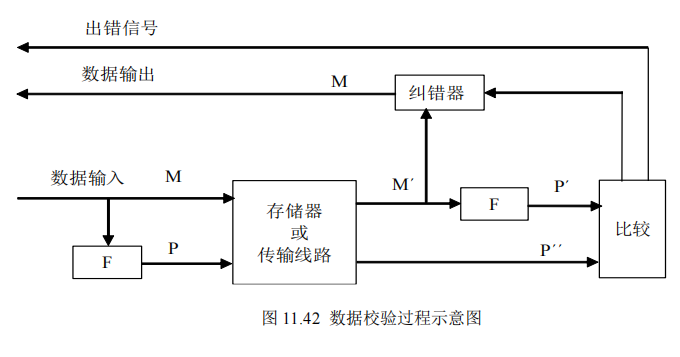 出错信号
数据输出
M
纠错器
数据输入
M
M′
P′
F
存储器
或
传输线路
F
比较
P
P′′
图 11.42 数据校验过程示意图